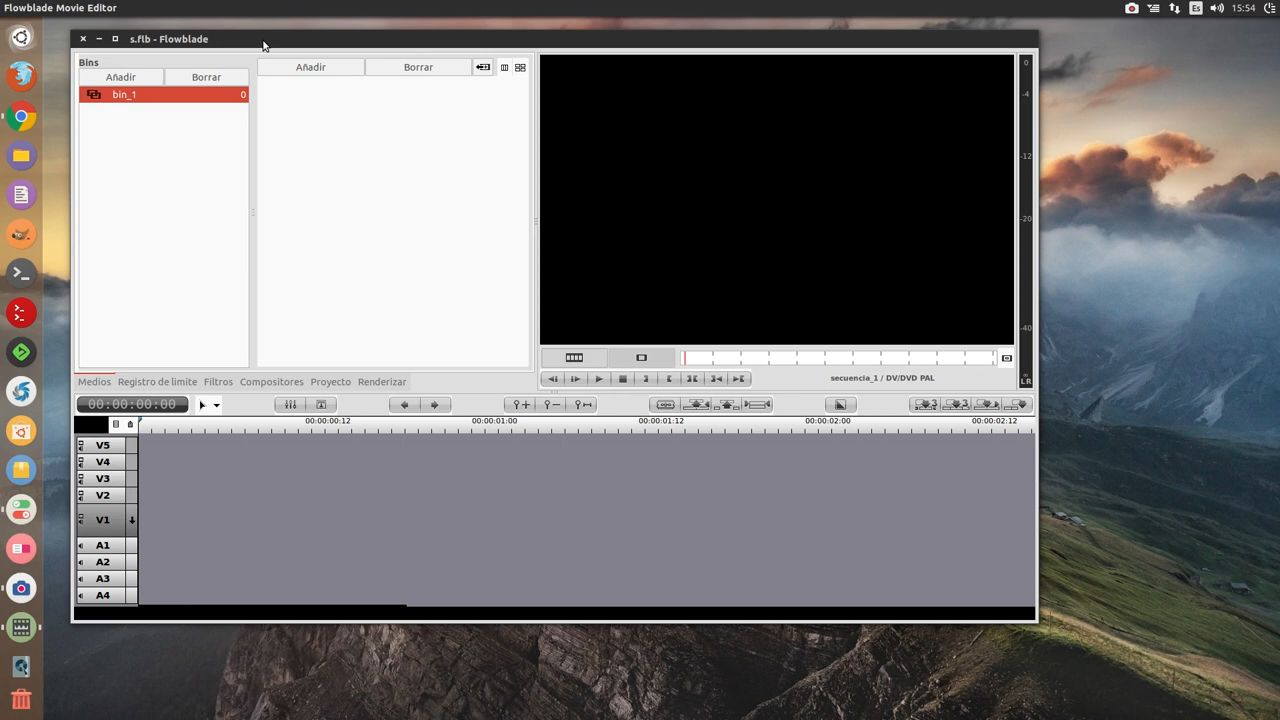 Flowblade Movie Editor
Es
15:54
s.flb - Flowblade
Bins
Añadir
Borrar
bin_1
0
Añadir
Borrar
0
-4
-12
-20
-40
∞
L R
secuencia_1 / DV/DVD PAL
Medios
Registro de limite
Filtros
Compositores
Proyecto
Renderizar
00:00:00:00
00:00:00:12
00:00:01:00
00:00:01:12
00:00:02:00
00:00:02:12
V5
V4
V3
V2
V1
A1
A2
A3
A4